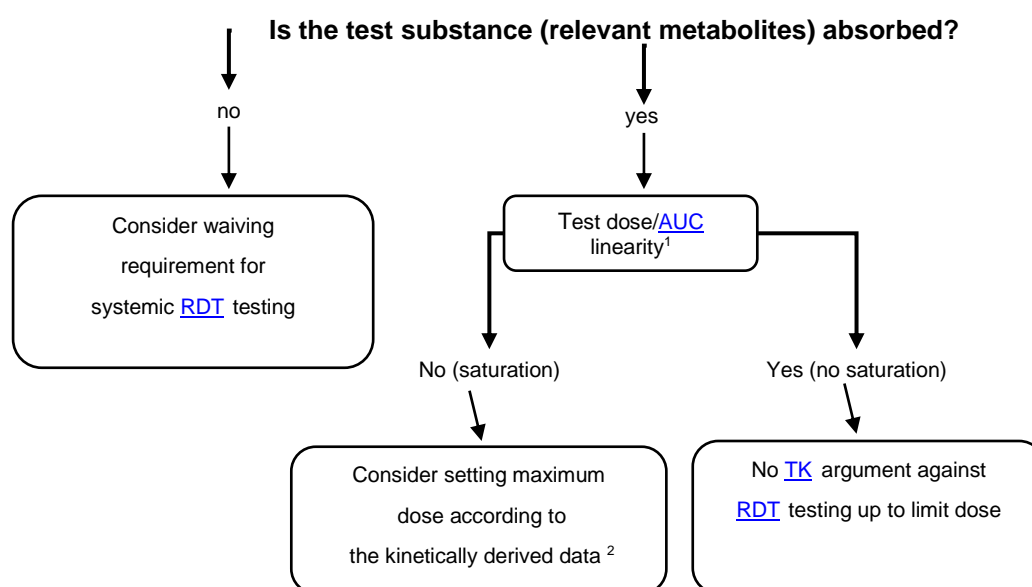 Is the test substance (relevant metabolites) absorbed?
no
yes
Consider waiving
requirement for
systemic RDT testing
Test dose/AUC
linearity¹
No (saturation)
Yes (no saturation)
Consider setting maximum
dose according to
the kinetically derived data ²
No TK argument against
RDT testing up to limit dose